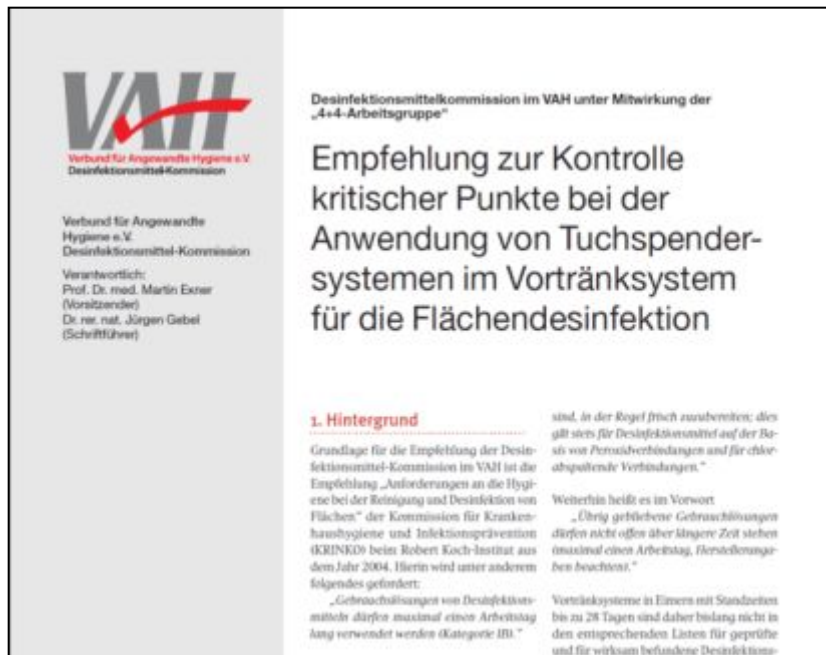 VAH
Verbund für Angewandte Hygiene e.V.
Desinfektionsmittel-Kommission
Verbund für Angewandte
Hygiene e.V.
Desinfektionsmittel-Kommission
Verantwortlich:
Prof. Dr. med. Martin Exner
(Vorsitzender)
Dr. rer. nat. Jürgen Gebel
(Schriftführer)
Desinfektionsmittelkommission im VAH unter Mitwirkung der
„4+4-Arbeitsgruppe“
Empfehlung zur Kontrolle
kritischer Punkte bei der
Anwendung von Tuchspender-
systemen im Vortränksystem
für die Flächendesinfektion
1. Hintergrund
Grundlage für die Empfehlung der Desin-
fektionsmittel-Kommission im VAH ist die
Empfehlung „Anforderungen an die Hygi-
ene bei der Reinigung und Desinfektion von
Flächen“ der Kommission für Kranken-
haushygiene und Infektionsprävention
(KRINKO) beim Robert Koch-Institut aus
dem Jahr 2004. Hierin wird unter anderem
folgendes gefordert:
„Gebrauchslösungen von Desinfektions-
mitteln dürfen maximal einen Arbeitstag
lang verwendet werden (Kategorie IB).“
sind, in der Regel frisch zuzubereiten; dies
gilt stets für Desinfektionsmittel auf der Ba-
sis von Peroxidverbindungen und für chlor-
abspaltende Verbindungen.“
Weiterhin heißt es im Vorwort
„Übrig gebliebene Gebrauchslösungen
dürfen nicht offen über längere Zeit stehen
(maximal einen Arbeitstag, Herstelleranga-
ben beachten).“
Vortränksysteme in Eimern mit Standzeiten
bis zu 28 Tagen sind daher bislang nicht in
den entsprechenden Listen für geprüfte
und für wirksam befundene Desinfektions-